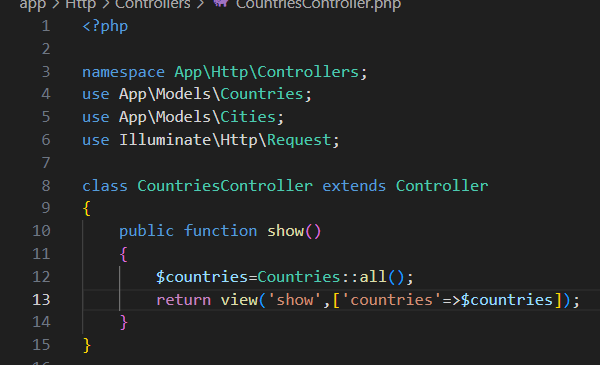 app > Http > Controllers > CountriesController.php
1 <?php
2
3 namespace App\Http\Controllers;
4 use App\Models\Countries;
5 use App\Models\Cities;
6 use Illuminate\Http\Request;
7
8 class CountriesController extends Controller
9 {
10     public function show()
11     {
12         $countries=Countries::all();
13         return view('show',['countries'=>$countries]);
14     }
15 }
16